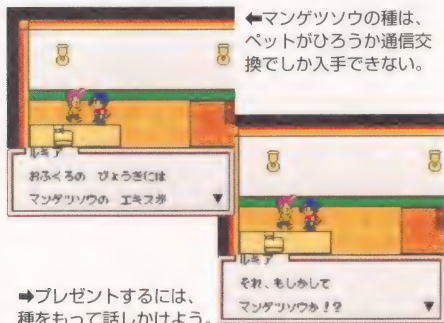 ←マンゲツソウの種は、
ペットがひろうか通信交
換でしか入手できない。
ルキア
おふくろの びょうきには
マンゲツソウの エキスが
ルキア
それ、もしかして
マンゲツソウか!?
→プレゼントするには、
種をもって話しかけよう。